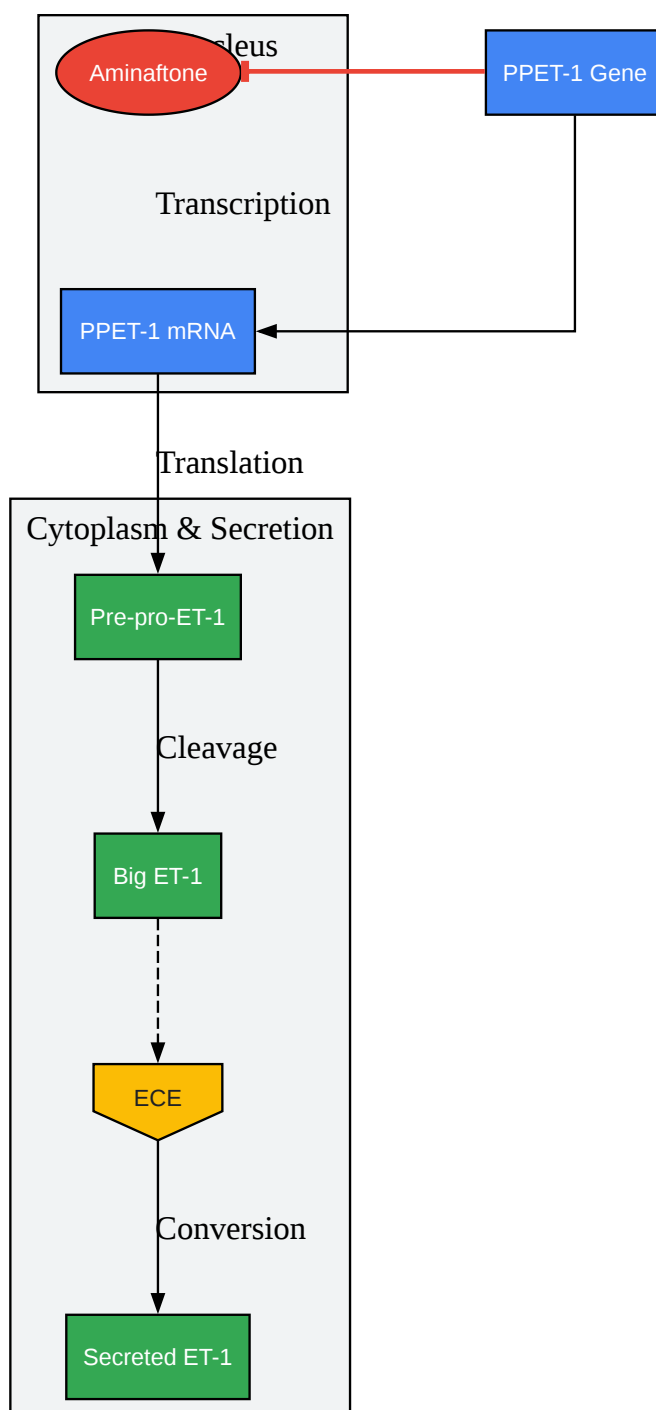 cleus
Aminaftone
PPET-1 Gene
Transcription
PPET-1 mRNA
Translation
Cytoplasm & Secretion
Pre-pro-ET-1
Cleavage
Big ET-1
ECE
Conversion
Secreted ET-1